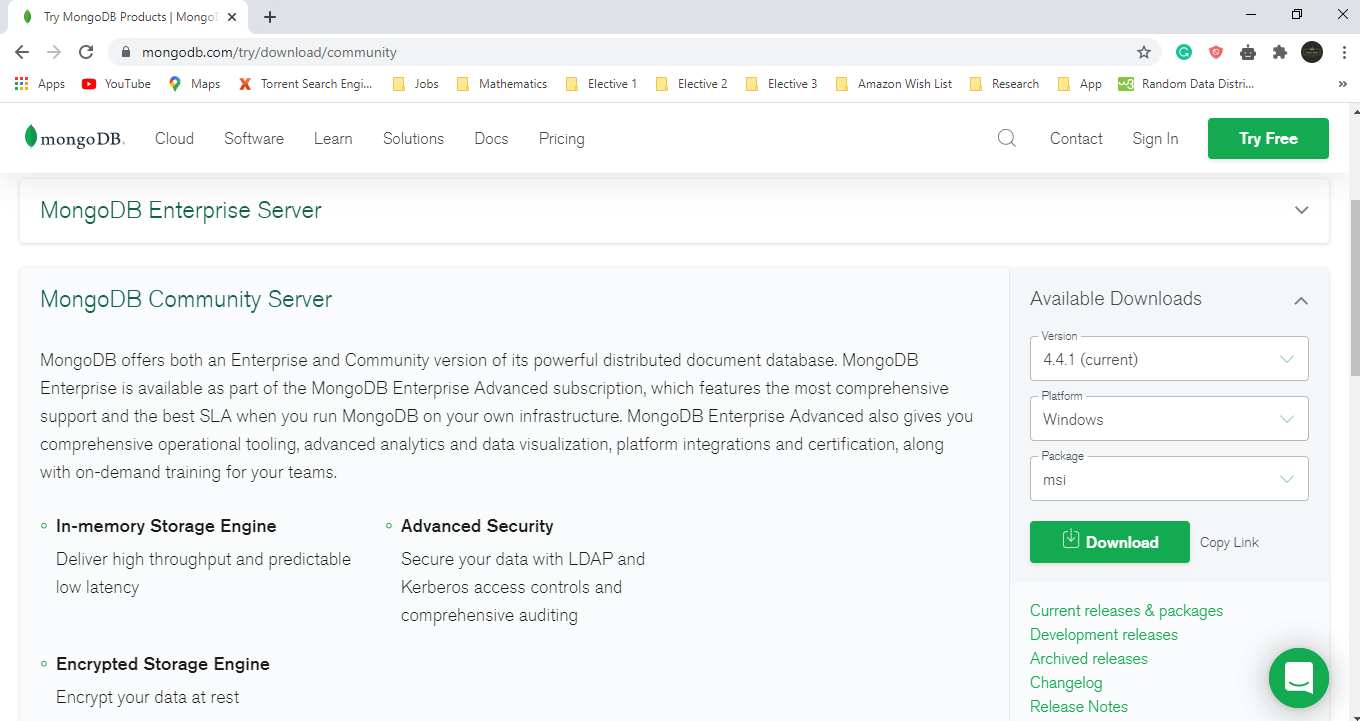 Try MongoDB Products | Mongo
mongodb.com/try/download/community
Apps YouTube Maps Torrent Search Engi... Jobs Mathematics Elective 1 Elective 2 Elective 3 Amazon Wish List Research App Random Data Distri... »
mongoDB. Cloud Software Learn Solutions Docs Pricing Contact Sign In Try Free
MongoDB Enterprise Server
MongoDB Community Server
MongoDB offers both an Enterprise and Community version of its powerful distributed document database. MongoDB
Enterprise is available as part of the MongoDB Enterprise Advanced subscription, which features the most comprehensive
support and the best SLA when you run MongoDB on your own infrastructure. MongoDB Enterprise Advanced also gives you
comprehensive operational tooling, advanced analytics and data visualization, platform integrations and certification, along
with on-demand training for your teams.
In-memory Storage Engine
Deliver high throughput and predictable
low latency
Advanced Security
Secure your data with LDAP and
Kerberos access controls and
comprehensive auditing
Encrypted Storage Engine
Encrypt your data at rest
Available Downloads
Version
4.4.1 (current)
Platform
Windows
Package
msi
Download Copy Link
Current releases & packages
Development releases
Archived releases
Changelog
Release Notes